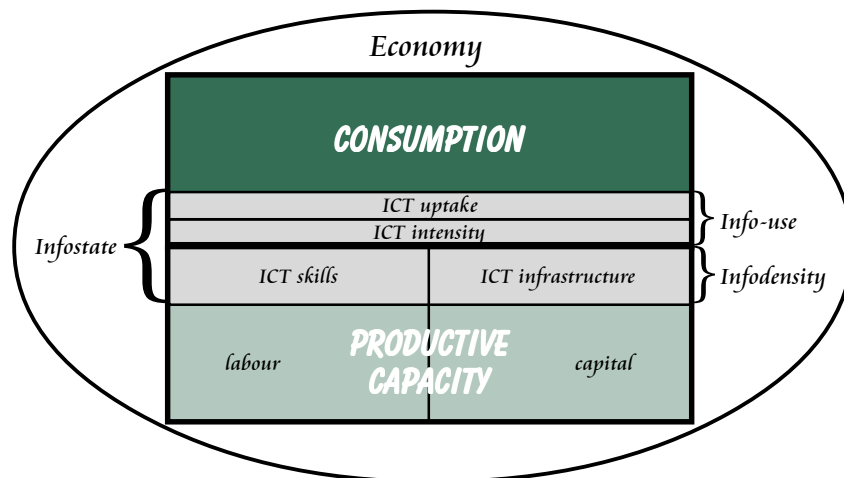 Economy
CONSUMPTION
ICT uptake
ICT intensity
Info-use
Infostate
ICT skills
ICT infrastructure
Infodensity
labour
PRODUCTIVE
CAPACITY
capital